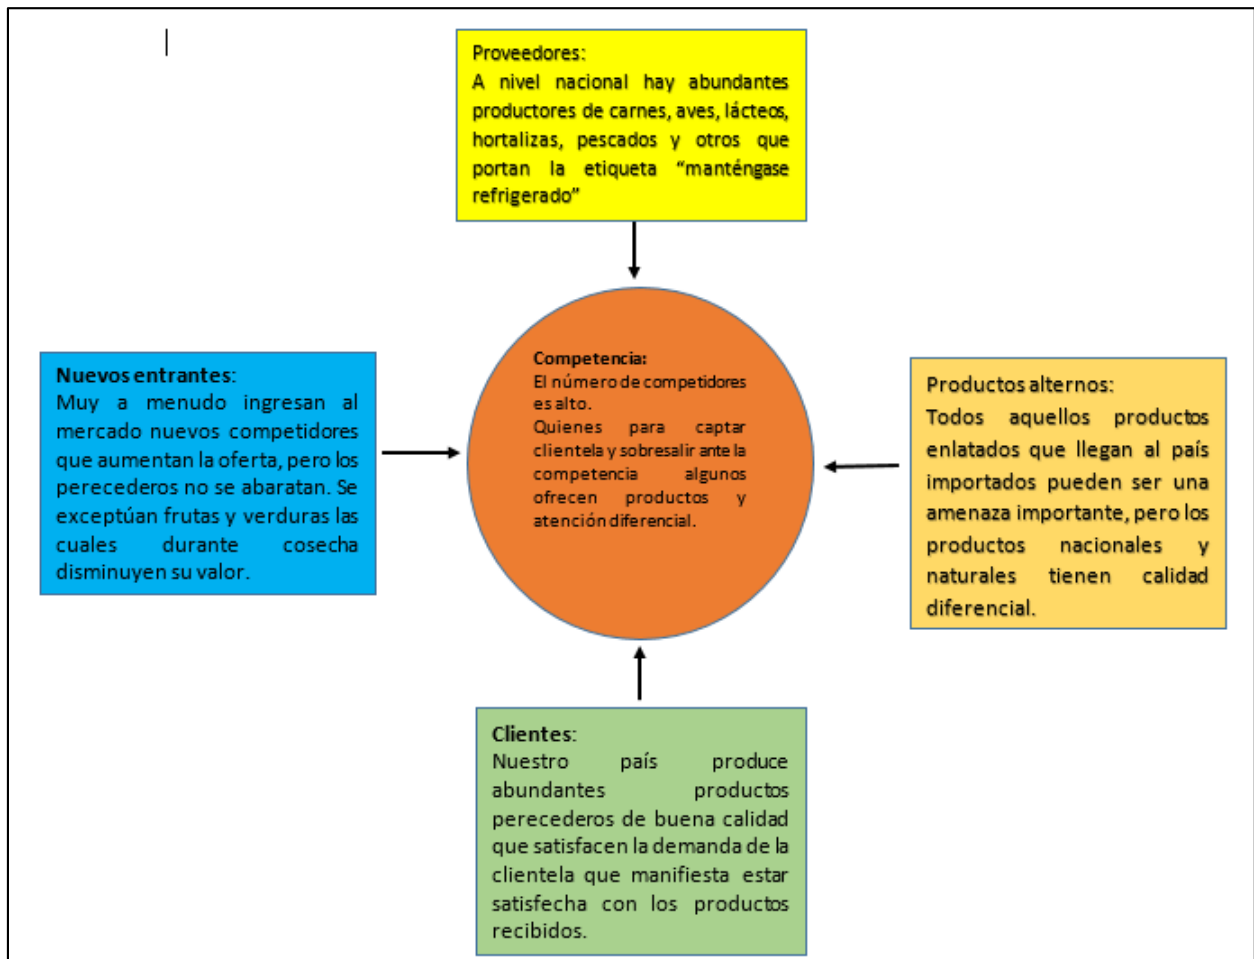 Proveedores:
A nivel nacional hay abundantes
productores de carnes, aves, lácteos,
hortalizas, pescados y otros que
portan la etiqueta “manténgase
refrigerado”
Nuevos entrantes:
Muy a menudo ingresan al
mercado nuevos competidores
que aumentan la oferta, pero los
perecederos no se abaratan. Se
exceptúan frutas y verduras las
cuales durante cosecha
disminuyen su valor.
Competencia:
El número de competidores
es alto.
Quienes para captar
clientela y sobresalir ante la
competencia algunos
ofrecen productos y
atención diferencial.
Productos alternos:
Todos aquellos productos
enlatados que llegan al país
importados pueden ser una
amenaza importante, pero los
productos nacionales y
naturales tienen calidad
diferencial.
Clientes:
Nuestro país produce
abundantes productos
perecederos de buena calidad
que satisfacen la demanda de la
clientela que manifiesta estar
satisfecha con los productos
recibidos.